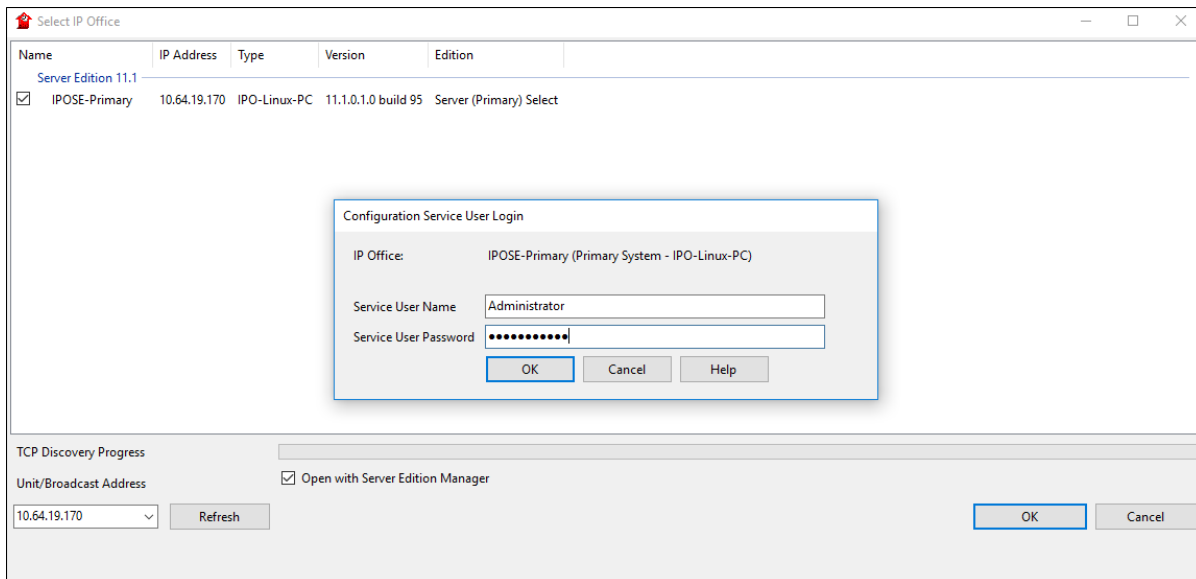 Select IP Office
Name IP Address Type Version Edition
Server Edition 11.1
IPOSE-Primary 10.64.19.170 IPO-Linux-PC 11.1.0.1.0 build 95 Server (Primary) Select
Configuration Service User Login
IP Office: IPOSE-Primary (Primary System - IPO-Linux-PC)
Service User Name Administrator
Service User Password •••••••••••
OK Cancel Help
TCP Discovery Progress
Unit/Broadcast Address Open with Server Edition Manager
10.64.19.170 Refresh OK Cancel